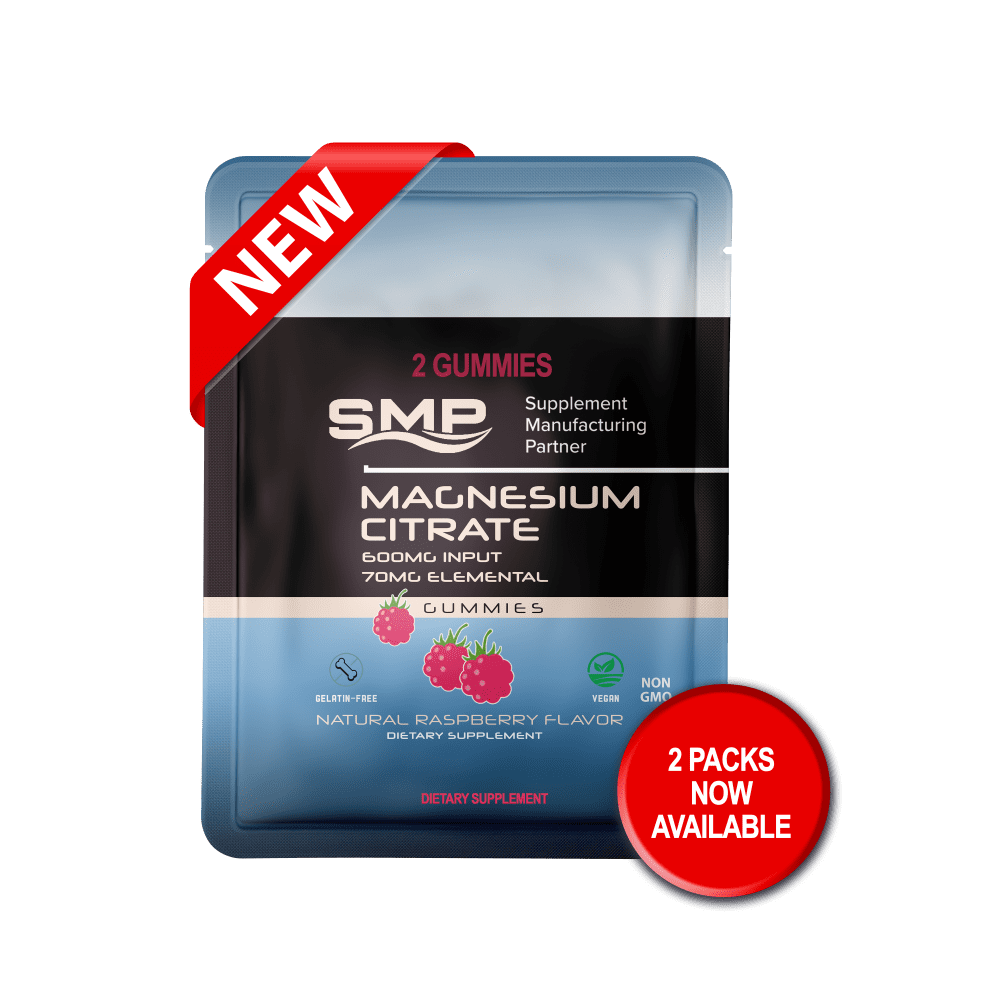 NEW
2 GUMMIES
SMP
Supplement
Manufacturing
Partner
MAGNESIUM
CITRATE
600MG INPUT
70MG ELEMENTAL
GUMMIES
GELATIN-FREE
VEGAN
NON
GMO
NATURAL RASPBERRY FLAVOR
DIETARY SUPPLEMENT
DIETARY SUPPLEMENT
2 PACKS
NOW
AVAILABLE